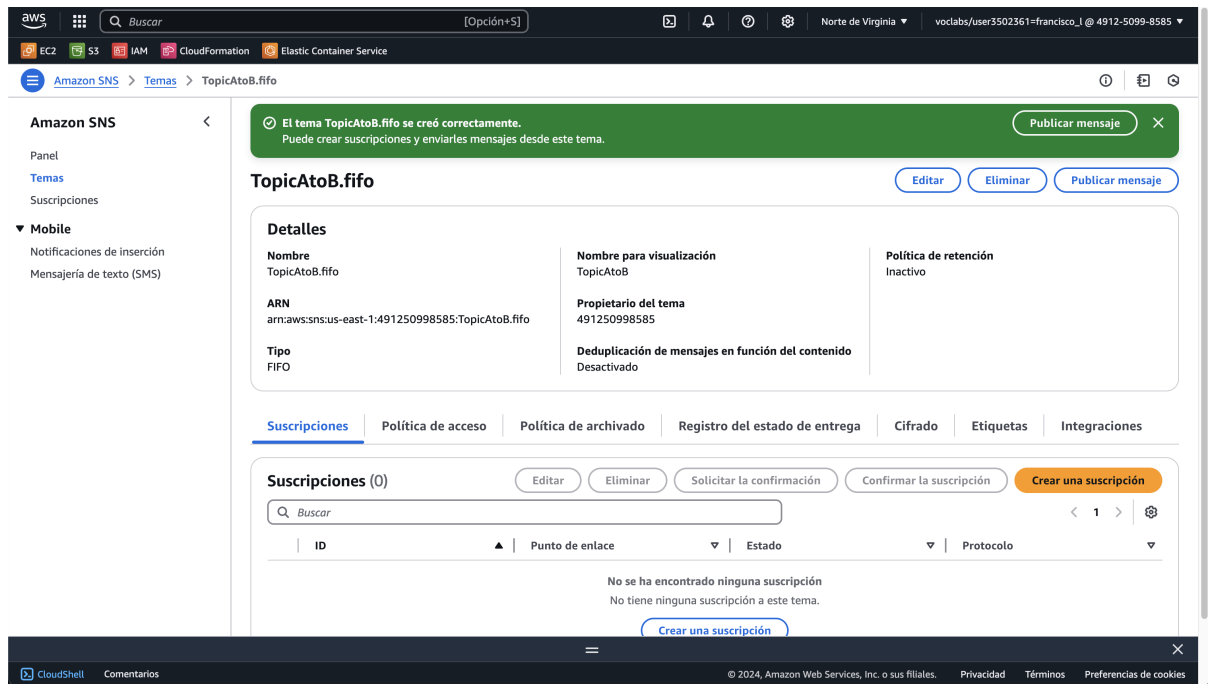 aws
Buscar
[Opción+S]
Norte de Virginia
voclabs/user3502361=francisco_l @ 4912-5099-8585
EC2 S3 IAM CloudFormation Elastic Container Service
Amazon SNS > Temas > TopicAtoB.fifo
Amazon SNS
Panel
Temas
Suscripciones
Mobile
Notificaciones de inserción
Mensajería de texto (SMS)
El tema TopicAtoB.fifo se creó correctamente.
Puede crear suscripciones y enviarles mensajes desde este tema.
Publicar mensaje
TopicAtoB.fifo
Editar Eliminar Publicar mensaje
Detalles
Nombre
TopicAtoB.fifo
ARN
arn:aws:sns:us-east-1:491250998585:TopicAtoB.fifo
Tipo
FIFO
Nombre para visualización
TopicAtoB
Propietario del tema
491250998585
Deduplicación de mensajes en función del contenido
Desactivado
Política de retención
Inactivo
Suscripciones Política de acceso Política de archivado Registro del estado de entrega Cifrado Etiquetas Integraciones
Suscripciones (0)
Editar Eliminar Solicitar la confirmación Confirmar la suscripción Crear una suscripción
Buscar
1
ID Punto de enlace Estado Protocolo
No se ha encontrado ninguna suscripción
No tiene ninguna suscripción a este tema.
Crear una suscripción
CloudShell Comentarios
© 2024, Amazon Web Services, Inc. o sus filiales. Privacidad Términos Preferencias de cookies